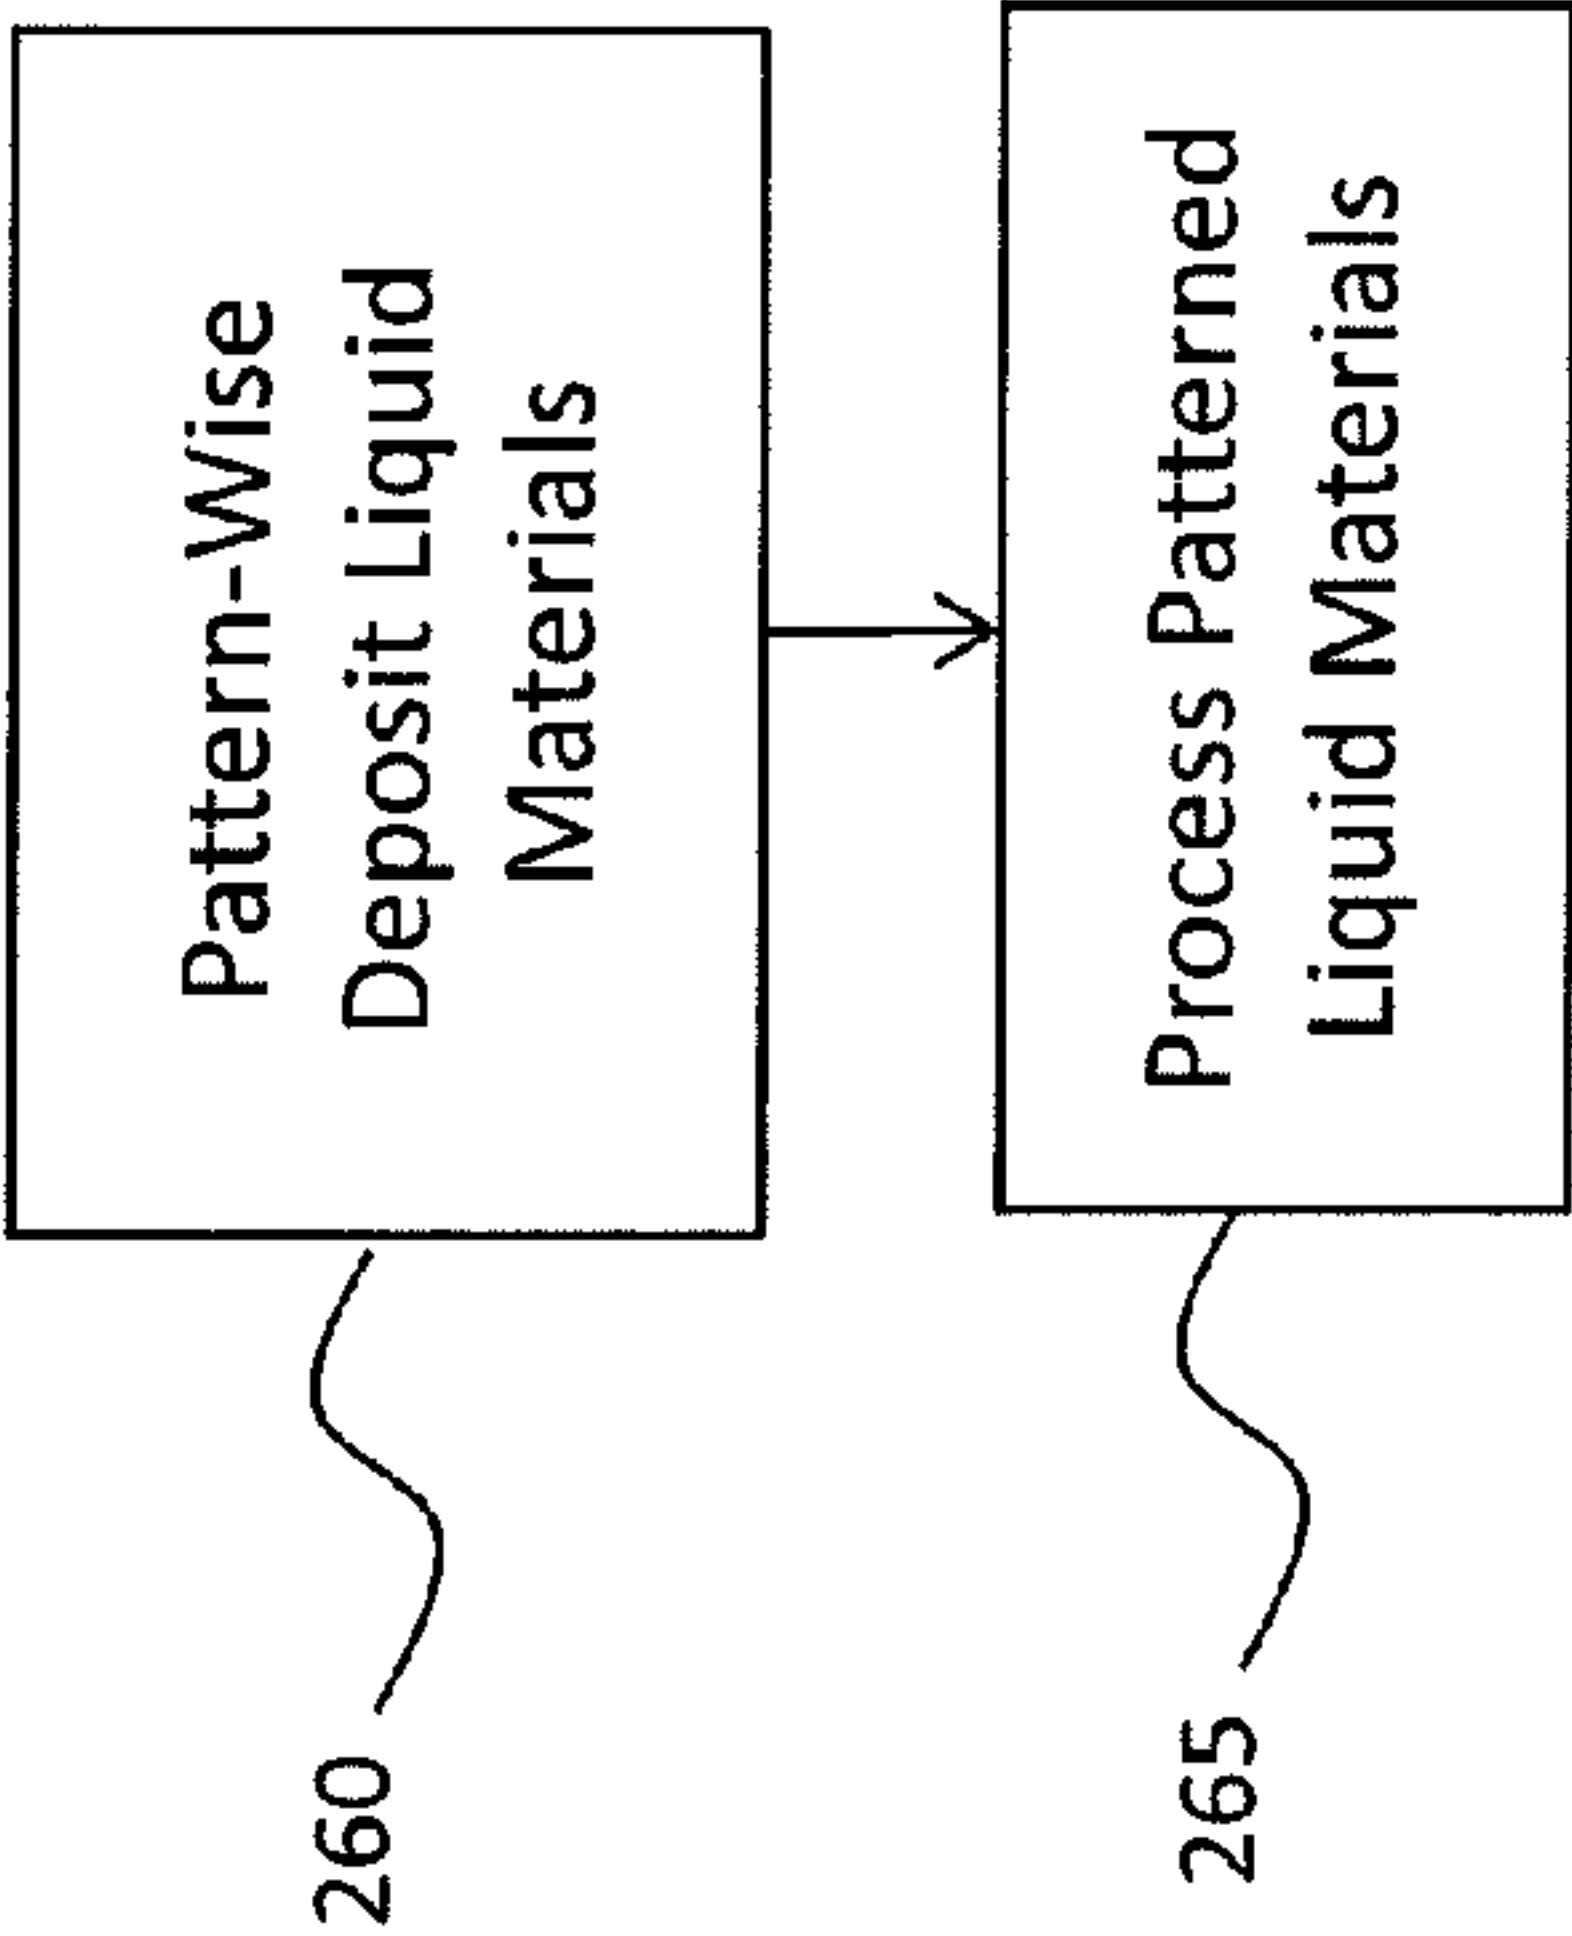 Pattern-Wise
Deposit Liquid
Materials
260
Process Patterned
Liquid Materials
265